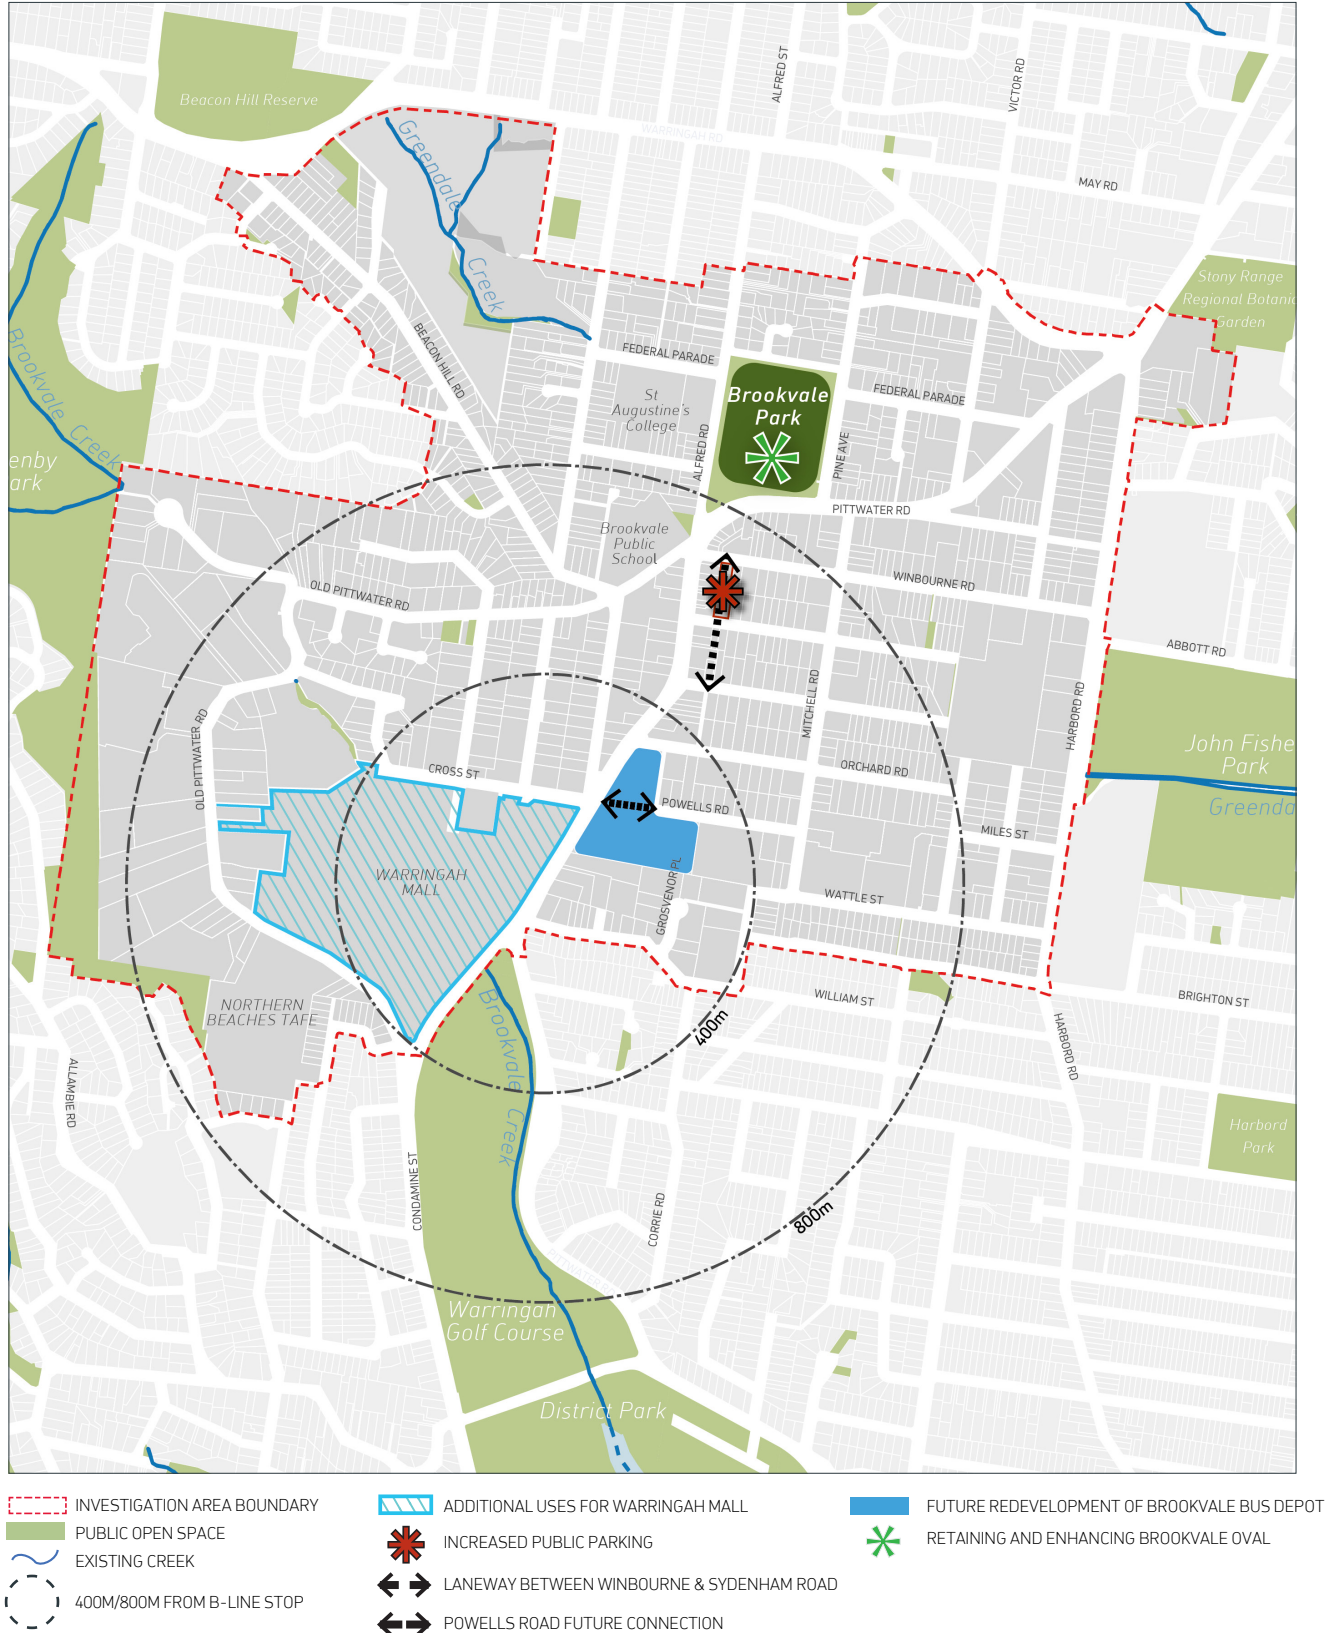 ALFRED ST
VICTOR RD
Beacon Hill Reserve
WARRINGAH RD
Greendale
Creek
MAY RD
Stony Range
Regional Botanic
Garden
Brookvale
Creek
BEACON HILL RD
FEDERAL PARADE
FEDERAL PARADE
St
Augustine's
College
Brookvale
Park
ALFRED RD
PINE AVE
enby
ark
PITTWATER RD
Brookvale
Public
School
WINBOURNE RD
OLD PITTWATER RD
ABBOTT RD
MITCHELL RD
HARBORD RD
OLD PITTWATER RD
John Fishe
Park
Greenda
CROSS ST
ORCHARD RD
POWELLS RD
MILES ST
WARRINGAH
MALL
GROSVENOR PL
WATTLE ST
NORTHERN
BEACHES TAFE
Brookvale
Creek
WILLIAM ST
BRIGHTON ST
400m
HARBORD RD
ALLAMBIE RD
Harbord
Park
CONDAMINE ST
CORRIE RD
800m
Warringah
Golf Course
District Park
INVESTIGATION AREA BOUNDARY
PUBLIC OPEN SPACE
EXISTING CREEK
400M/800M FROM B-LINE STOP
ADDITIONAL USES FOR WARRINGAH MALL
INCREASED PUBLIC PARKING
LANEWAY BETWEEN WINBOURNE & SYDENHAM ROAD
POWELLS ROAD FUTURE CONNECTION
FUTURE REDEVELOPMENT OF BROOKVALE BUS DEPOT
RETAINING AND ENHANCING BROOKVALE OVAL